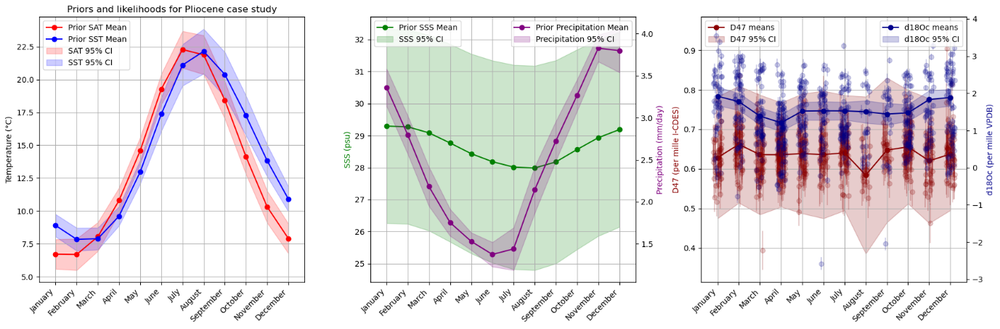 Priors and likelihoods for Pliocene case study
Prior SAT Mean
Prior SST Mean
SAT 95% CI
SST 95% CI
Temperature (°C)
22.5
20.0
17.5
15.0
12.5
10.0
7.5
5.0
January
February
March
April
May
June
July
August
September
October
November
December
Prior SSS Mean
SSS 95% CI
Prior Precipitation Mean
Precipitation 95% CI
SSS (psu)
32
31
30
29
28
27
26
25
4.0
3.5
3.0
2.5
2.0
1.5
Precipitation (mm/day)
January
February
March
April
May
June
July
August
September
October
November
December
D47 means
D47 95% CI
d18Oc means
d18Oc 95% CI
D47 (per mille I-CDES)
0.9
0.8
0.7
0.6
0.5
0.4
4
3
2
1
0
−1
−2
−3
d18Oc (per mille VPDB)
January
February
March
April
May
June
July
August
September
October
November
December